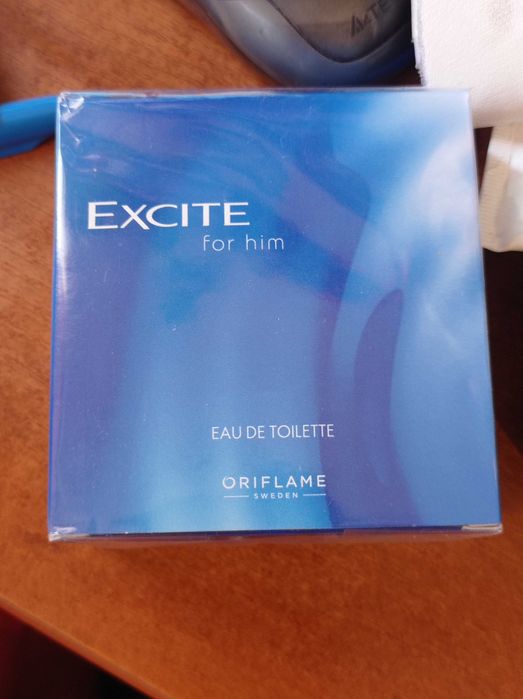 EXCITE
for him
EAU DE TOILETTE
ORIFLAME
SWEDEN